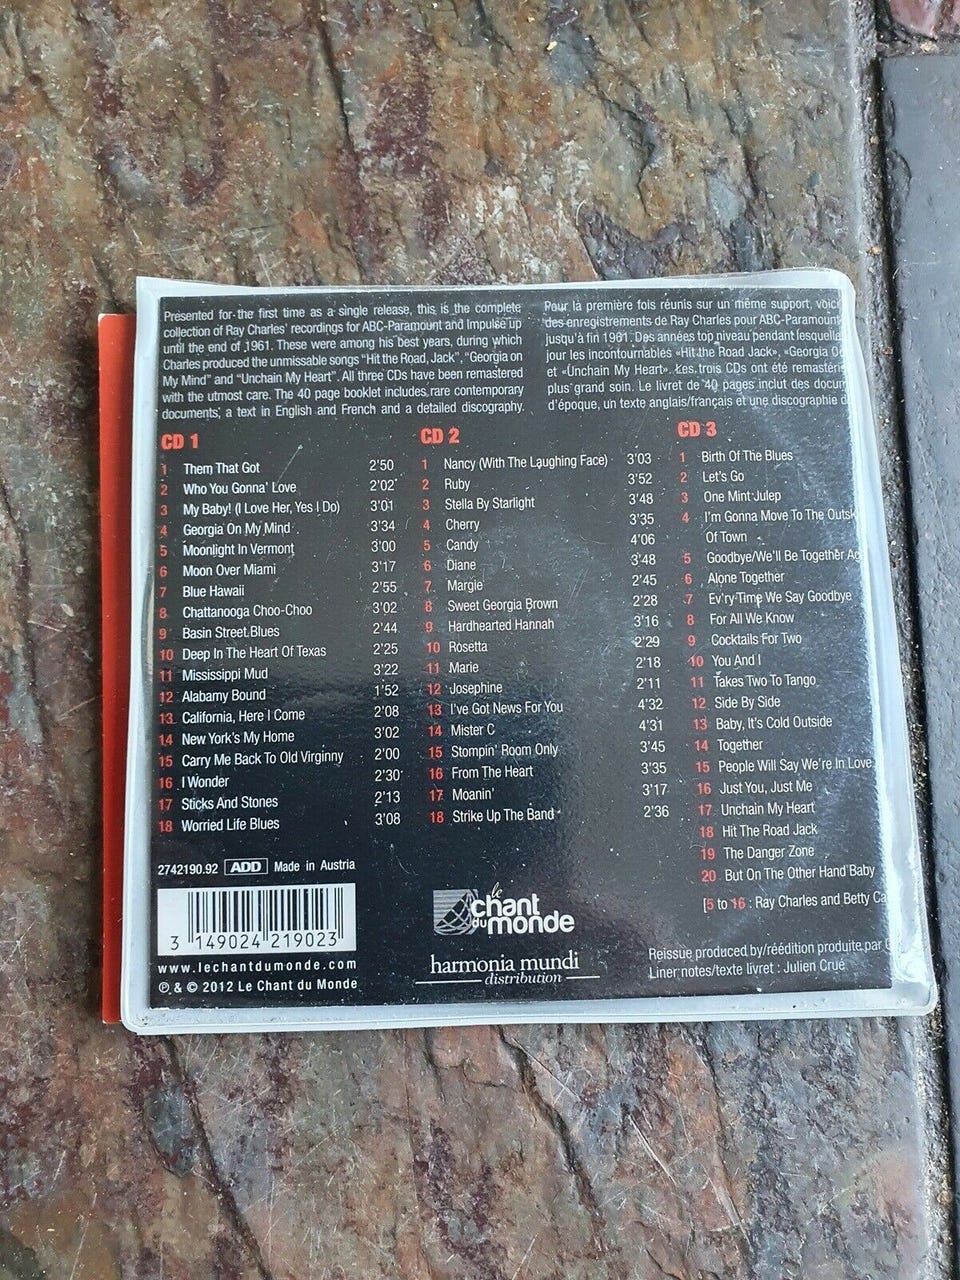 Presented for the first time as a single release, this is the complete
collection of Ray Charles' recordings for ABC-Paramount and Impulse up
until the end of 1961. These were among his best years, during which
Charles produced the unmissable songs "Hit the Road, Jack", "Georgia on
My Mind" and "Unchain My Heart". All three CDs have been remastered
with the utmost care. The 40 page booklet includes rare contemporary
documents, a text in English and French and a detailed discography.
Pour la première fois réunis sur un même support, voici
des enregistrements de Ray Charles pour ABC-Paramount
jusqu'à fin 1961. Des années top niveau pendant
jour les incontournables «Hit the Road Jack», «Georgia
et «Unchain My Heart». Les trois CDs ont été
plus grand soin. Le livret de 40 pages inclut des
d'époque, un texte anglais/français et une discographie
CD 1
1 Them That Got 2'50
2 Who You Gonna' Love 2'02
3 My Baby! (I Love Her, Yes I Do) 3'01
4 Georgia On My Mind 3'34
5 Moonlight In Vermont 3'00
6 Moon Over Miami 3'17
7 Blue Hawaii 2'55
8 Chattanooga Choo-Choo 3'02
9 Basin Street Blues 2'44
10 Deep In The Heart Of Texas 2'25
11 Mississippi Mud 3'22
12 Alabamy Bound 1'52
13 California, Here I Come 2'08
14 New York's My Home 3'02
15 Carry Me Back To Old Virginny 2'00
16 I Wonder 2'30
17 Sticks And Stones 2'13
18 Worried Life Blues 3'08
CD 2
1 Nancy (With The Laughing Face) 3'03
2 Ruby 3'52
3 Stella By Starlight 3'48
4 Cherry 3'35
5 Candy 4'06
6 Diane 3'48
7 Margie 2'45
8 Sweet Georgia Brown 2'28
9 Hardhearted Hannah 3'16
10 Rosetta 2'29
11 Marie 2'18
12 Josephine 2'11
13 I've Got News For You 4'32
14 Mister C 4'31
15 Stompin' Room Only 3'45
16 From The Heart 3'35
17 Moanin' 3'17
18 Strike Up The Band 2'36
CD 3
1 Birth Of The Blues
2 Let's Go
3 One Mint Julep
4 I'm Gonna Move To The
Of Town
5 Goodbye/We'll Be Together
6 Alone Together
7 Ev'ry-Time We Say Goodbye
8 For All We Know
9 Cocktails For Two
10 You And I
11 Takes Two To Tango
12 Side By Side
13 Baby, It's Cold Outside
14 Together
15 People Will Say We're In Love
16 Just You, Just Me
17 Unchain My Heart
18 Hit The Road Jack
19 The Danger Zone
20 But On The Other Hand Baby
[5 to 16 : Ray Charles and Betty
2742190.92 ADD Made in Austria
3 149024 219023
www.lechantdumonde.com
℗ & © 2012 Le Chant du Monde
le
chant
du monde
harmonia mundi
distribution
Reissue produced by/réédition produite par
Liner notes/texte livret : Julien Crué